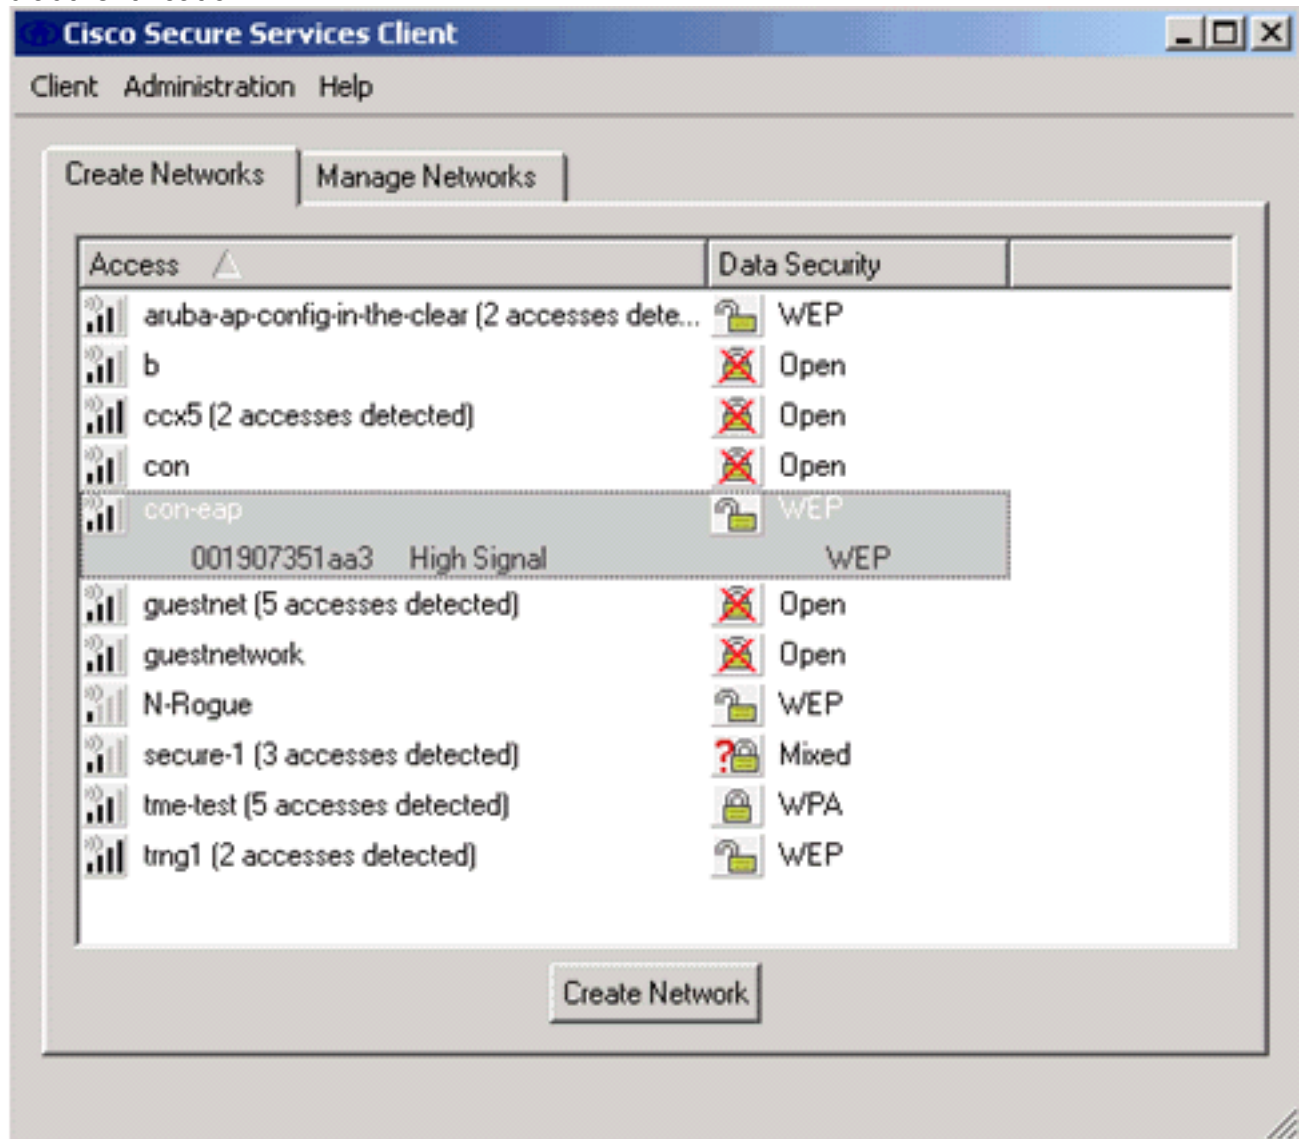 Cisco Secure Services Client
Client Administration Help
Create Networks Manage Networks
Access Data Security
aruba-ap-config-in-the-clear (2 accesses dete... WEP
b Open
ccx5 (2 accesses detected) Open
con Open
con-eap WEP
001907351aa3 High Signal WEP
guestnet (5 accesses detected) Open
guestnetwork Open
N-Rogue WEP
secure-1 (3 accesses detected) Mixed
tme-test (5 accesses detected) WPA
trng1 (2 accesses detected) WEP
Create Network